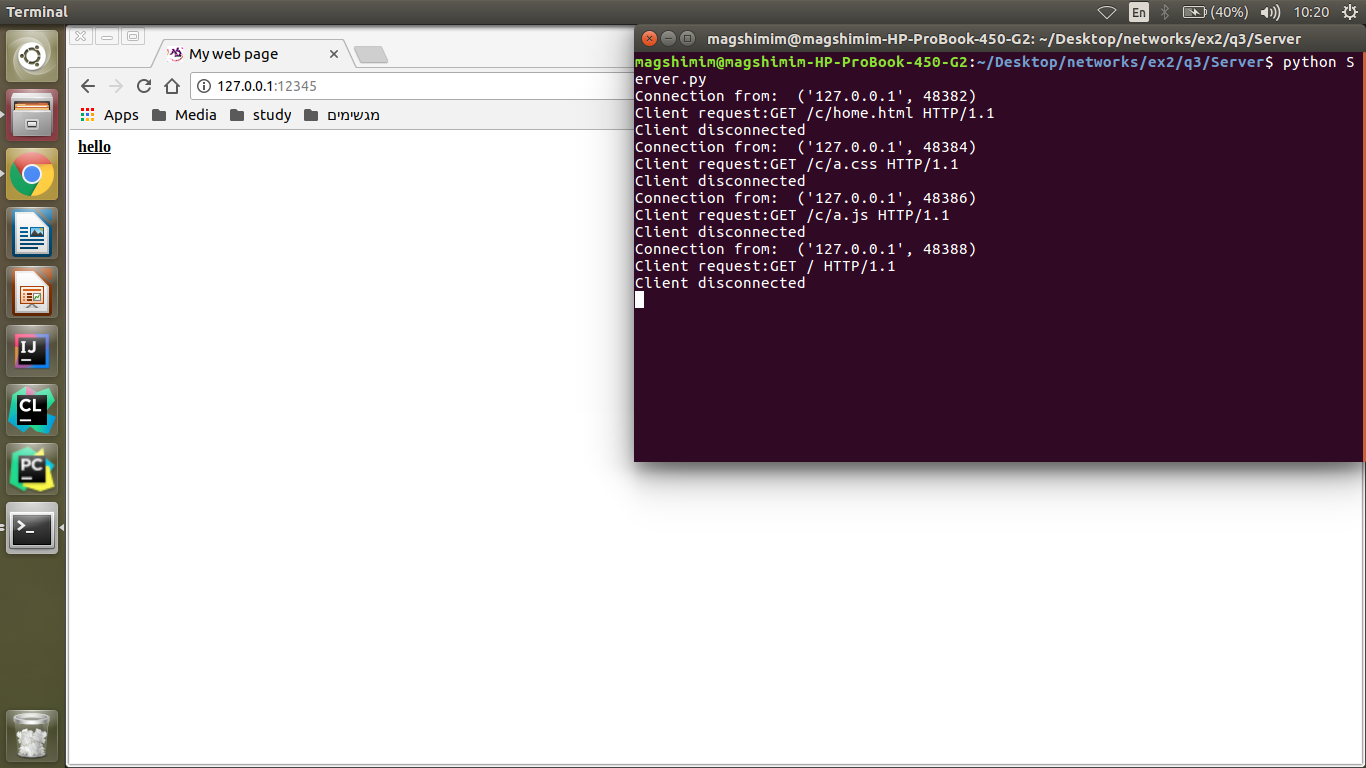 Terminal
En
(40%)
10:20
My web page
127.0.0.1:12345
Apps
Media
study
מגשימים
hello
magshimim@magshimim-HP-ProBook-450-G2: ~/Desktop/networks/ex2/q3/Server
magshimim@magshimim-HP-ProBook-450-G2:~/Desktop/networks/ex2/q3/Server$ python S
erver.py
Connection from:  ('127.0.0.1', 48382)
Client request:GET /c/home.html HTTP/1.1
Client disconnected
Connection from:  ('127.0.0.1', 48384)
Client request:GET /c/a.css HTTP/1.1
Client disconnected
Connection from:  ('127.0.0.1', 48386)
Client request:GET /c/a.js HTTP/1.1
Client disconnected
Connection from:  ('127.0.0.1', 48388)
Client request:GET / HTTP/1.1
Client disconnected
IJ
CL
PC
>_